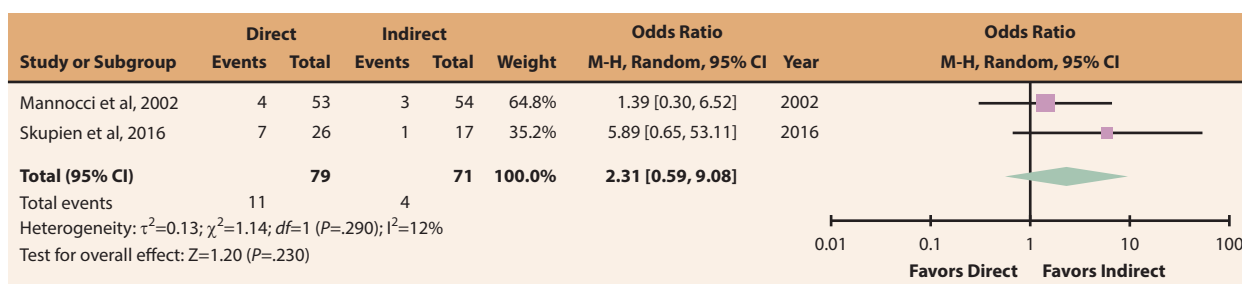 Direct Indirect Odds Ratio Odds Ratio
Study or Subgroup Events Total Events Total Weight M-H, Random, 95% CI Year M-H, Random, 95% CI
Mannocci et al, 2002 4 53 3 54 64.8% 1.39 [0.30, 6.52] 2002
Skupien et al, 2016 7 26 1 17 35.2% 5.89 [0.65, 53.11] 2016
Total (95% CI) 79 71 100.0% 2.31 [0.59, 9.08]
Total events 11 4
Heterogeneity: τ²=0.13; χ²=1.14; df=1 (P=.290); I²=12%
Test for overall effect: Z=1.20 (P=.230)
0.01 0.1 1 10 100
Favors Direct Favors Indirect